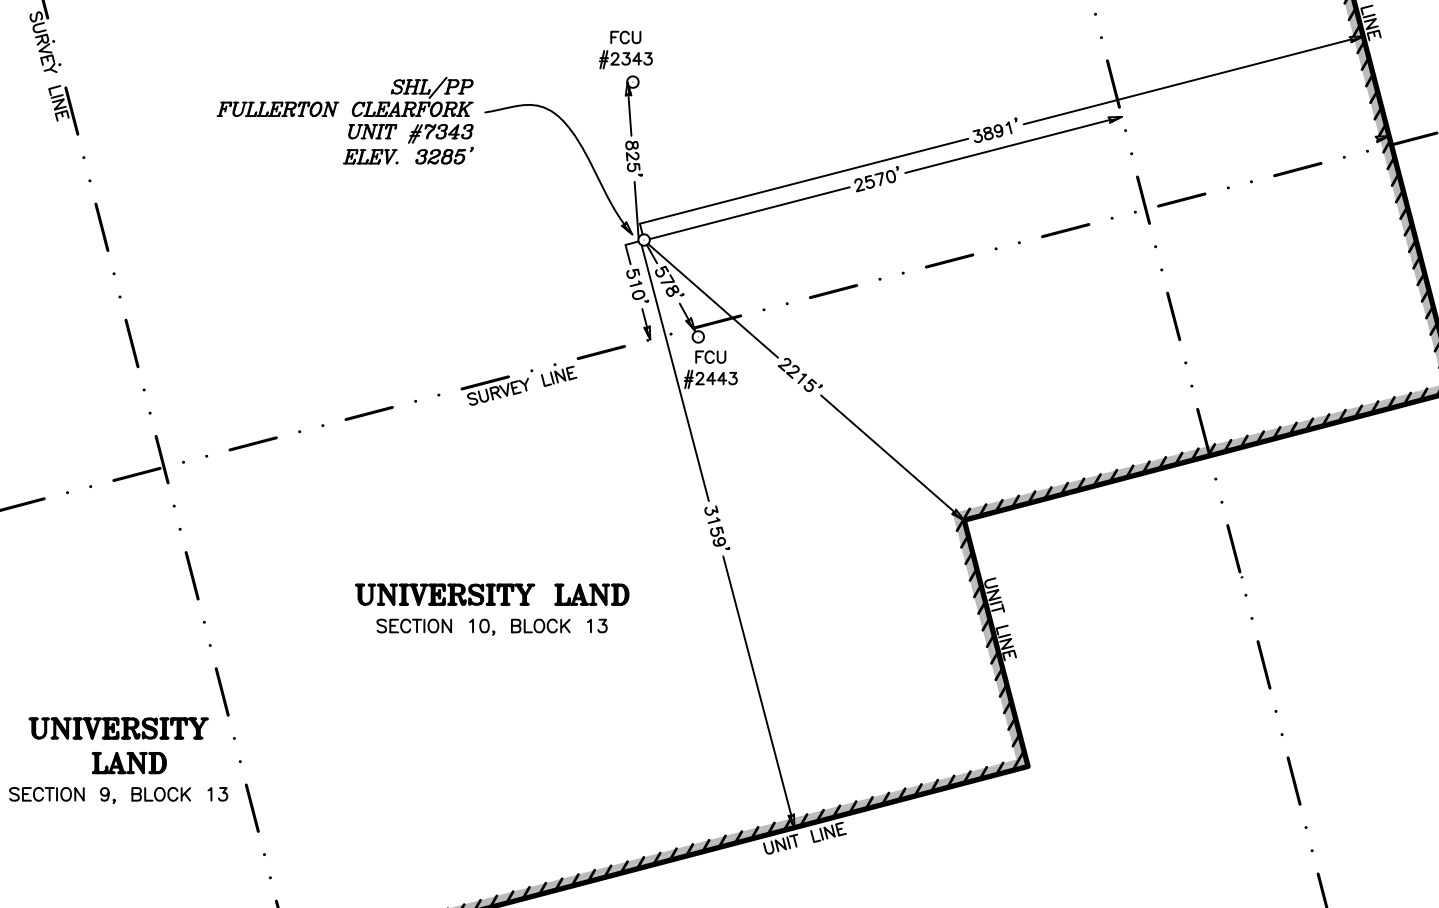 SURVEY LINE
FCU
#2343
LINE
SHL/PP
FULLERTON CLEARFORK
UNIT #7343
ELEV. 3285'
825'
3891'
2570'
510'
578'
FCU
#2443
SURVEY LINE
2215'
3159'
UNIVERSITY LAND
SECTION 10, BLOCK 13
UNIT LINE
UNIVERSITY
LAND
SECTION 9, BLOCK 13
UNIT LINE